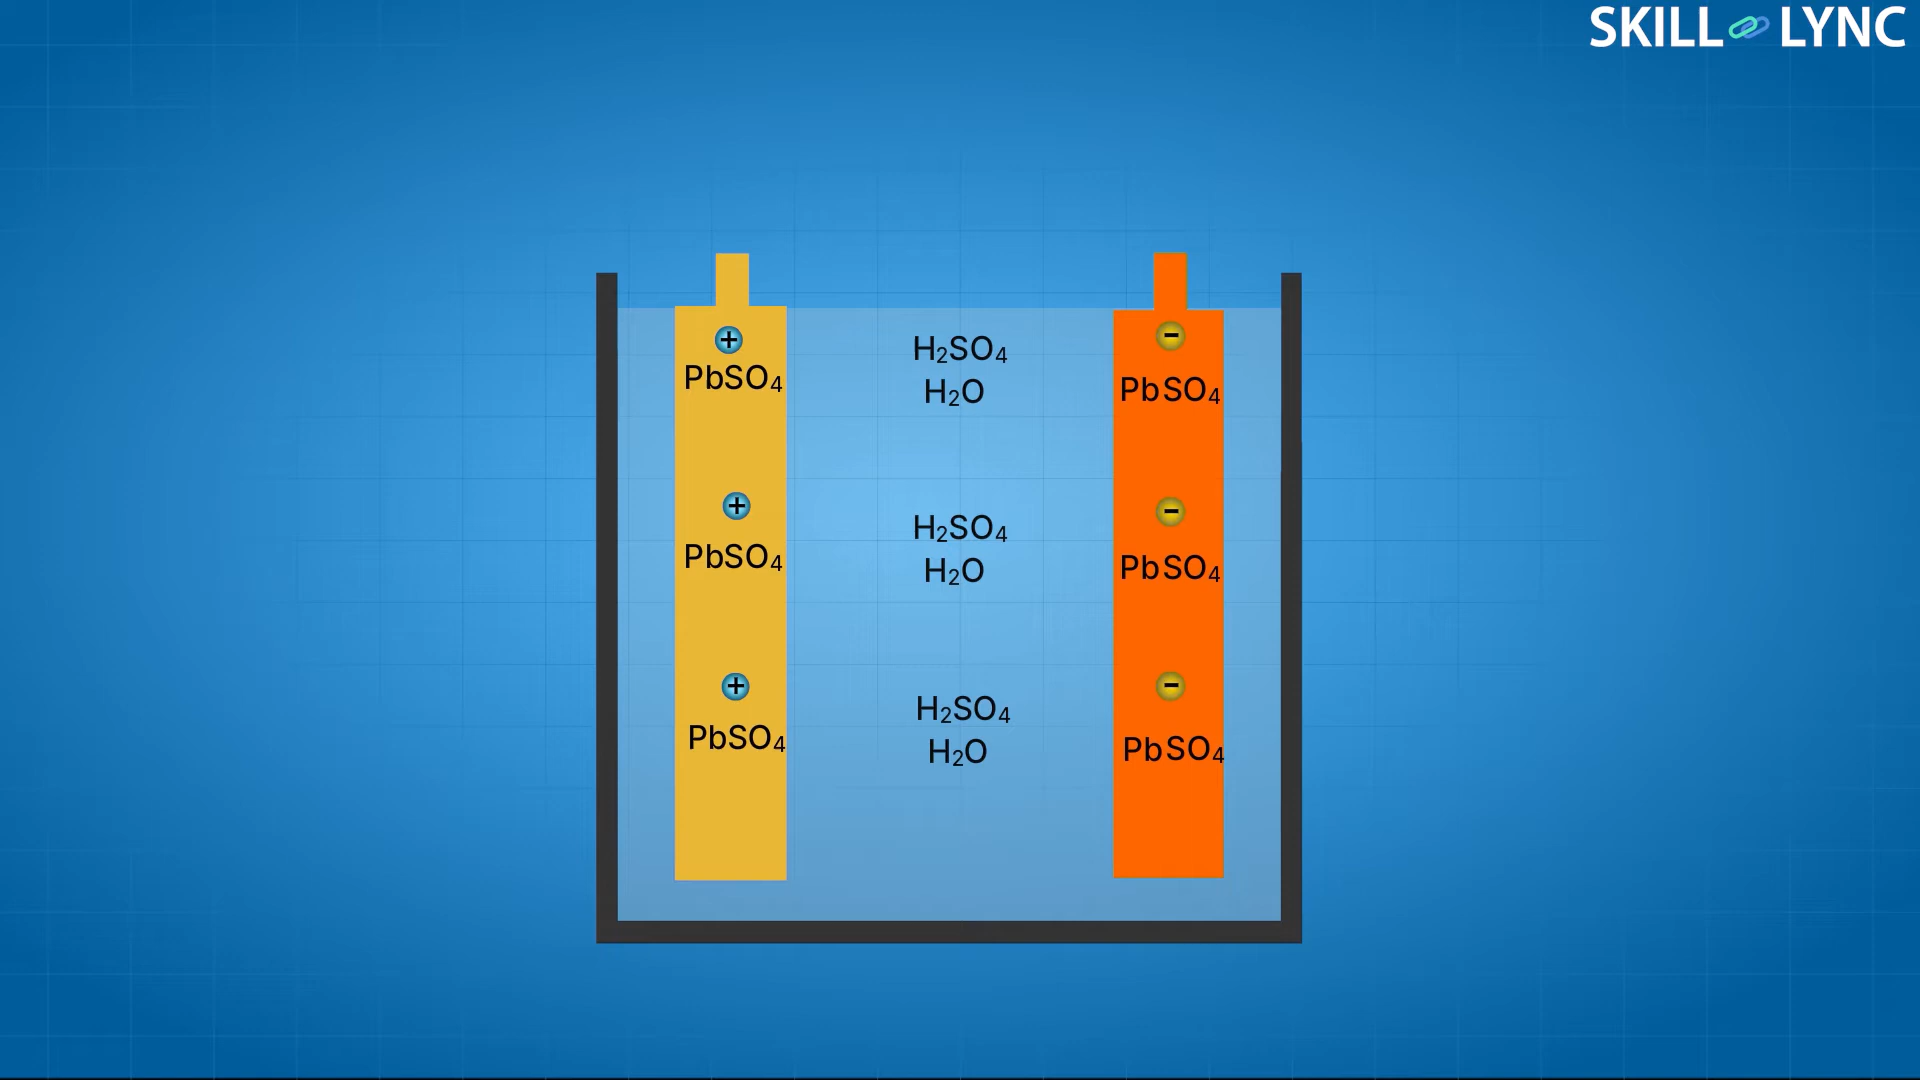 SKILL LYNC
+
PbSO₄
H₂SO₄
H₂O
−
PbSO₄
+
PbSO₄
H₂SO₄
H₂O
−
PbSO₄
+
PbSO₄
H₂SO₄
H₂O
−
PbSO₄